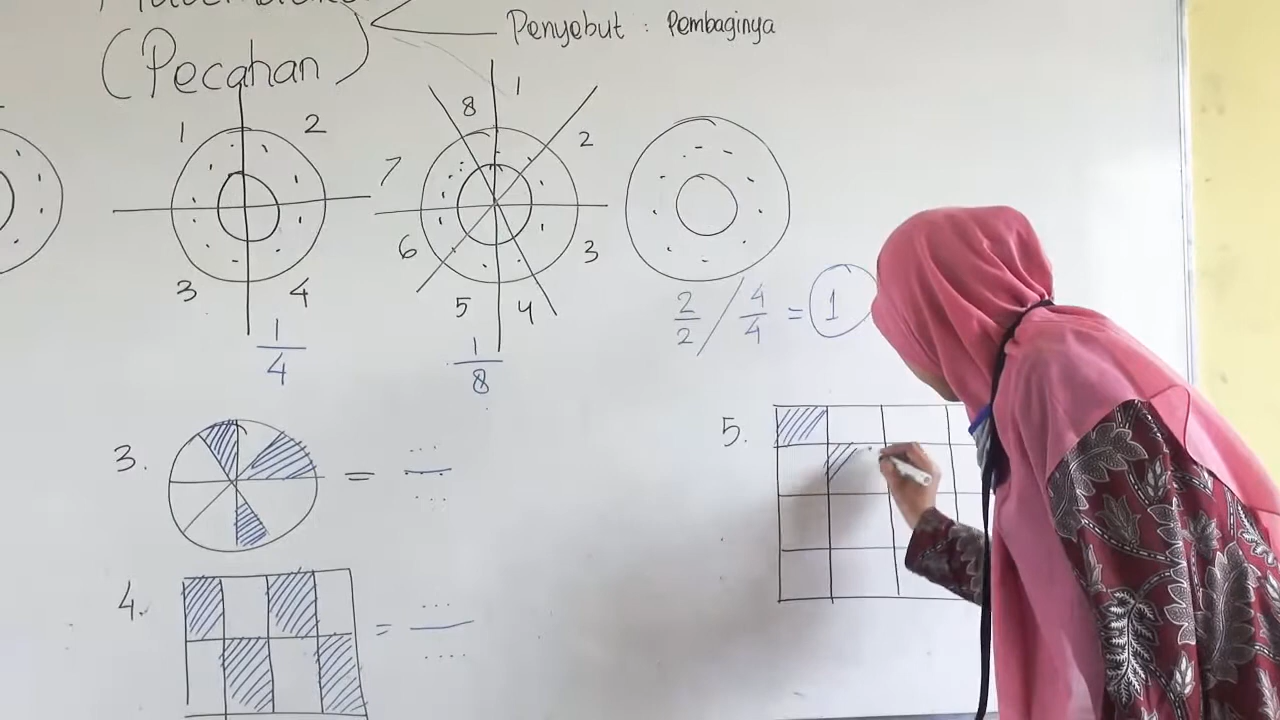 Penyebut : Pembaginya
(Pecahan)
1 2
3 4
1
4
8 1
7 2
6 3
5 4
1
8
2/2 / 4/4 = 1
3. = ... ...
4. = ... ....
5.